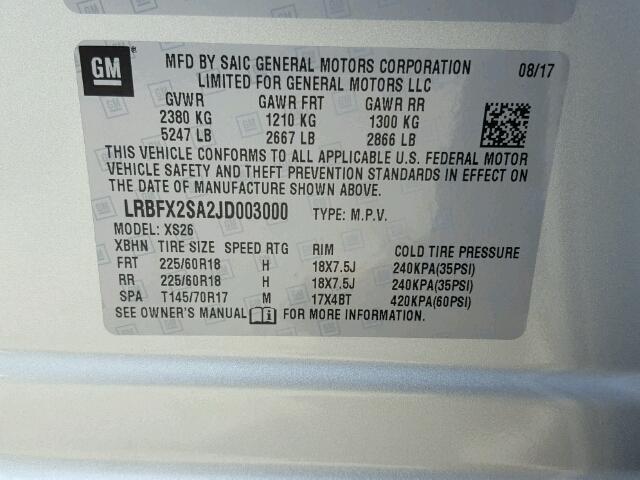 GM
MFD BY SAIC GENERAL MOTORS CORPORATION 08/17
LIMITED FOR GENERAL MOTORS LLC
GVWR GAWR FRT GAWR RR
2380 KG 1210 KG 1300 KG
5247 LB 2667 LB 2866 LB
THIS VEHICLE CONFORMS TO ALL APPLICABLE U.S. FEDERAL MOTOR
VEHICLE SAFETY AND THEFT PREVENTION STANDARDS IN EFFECT ON
THE DATE OF MANUFACTURE SHOWN ABOVE.
LRBFX2SA2JD003000 TYPE: M.P.V.
MODEL: XS26
XBHN TIRE SIZE SPEED RTG RIM COLD TIRE PRESSURE
FRT 225/60R18 H 18X7.5J 240KPA(35PSI)
RR 225/60R18 H 18X7.5J 240KPA(35PSI)
SPA T145/70R17 M 17X4BT 420KPA(60PSI)
SEE OWNER'S MANUAL FOR MORE INFORMATION.